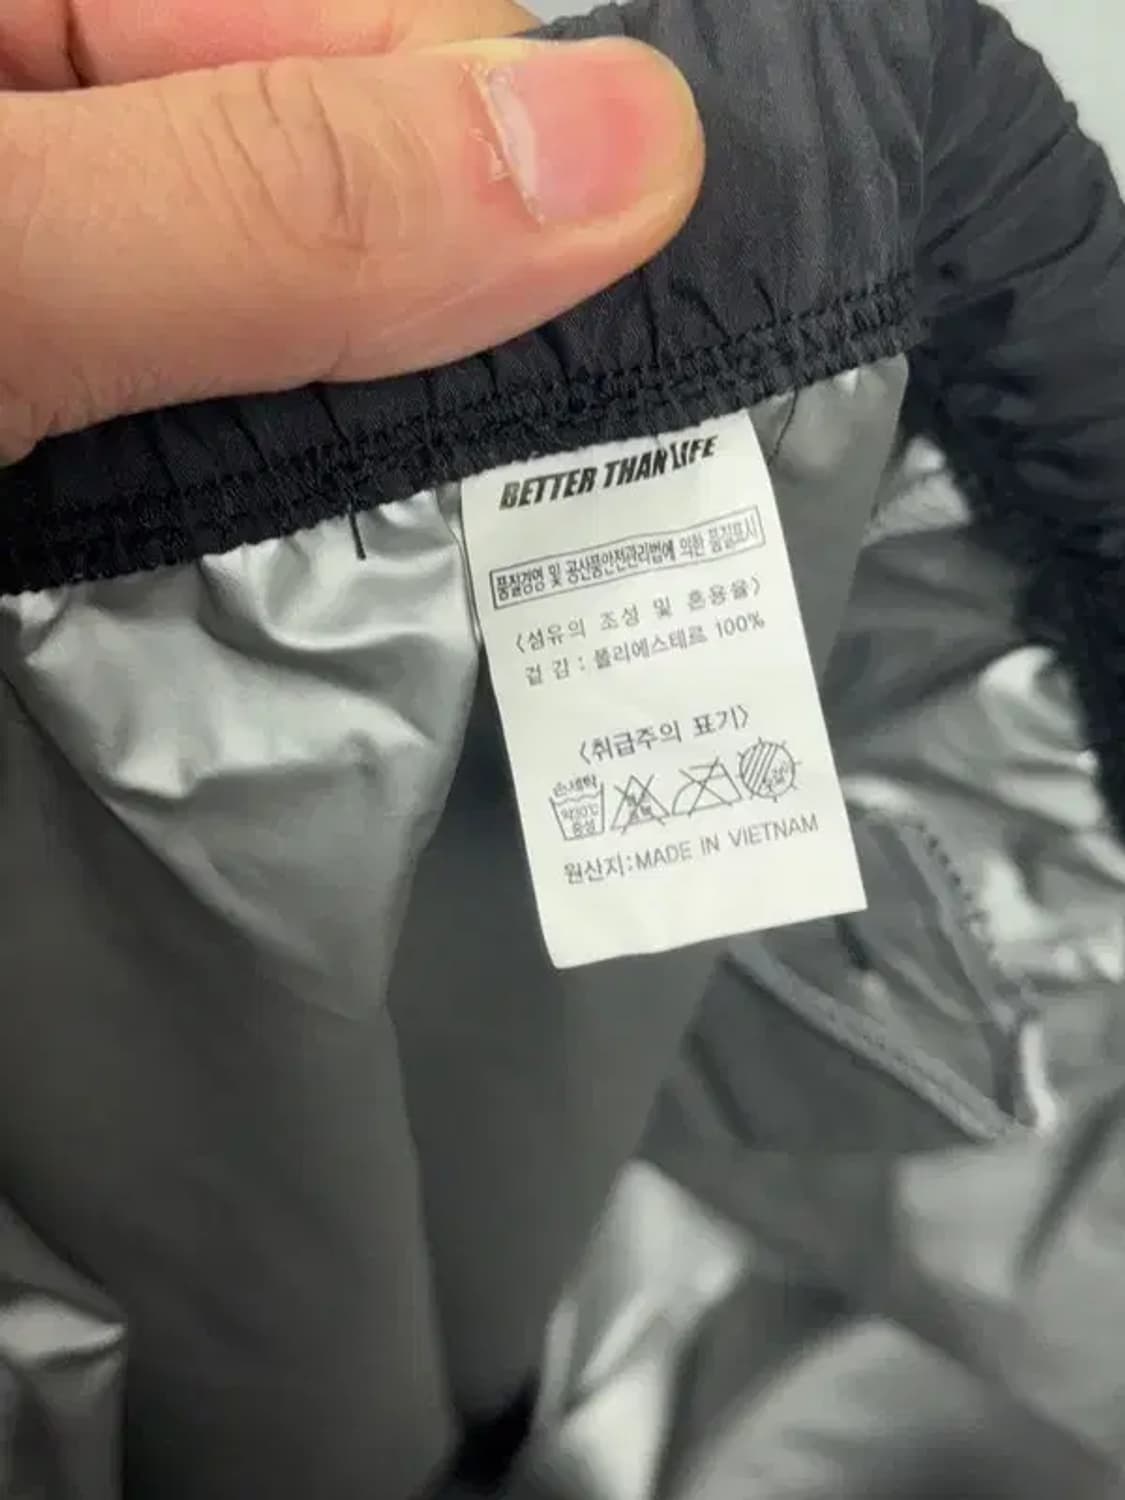 BETTER THAN LIFE
품질경영 및 공산품안전관리법에 의한 품질표시
<섬유의 조성 및 혼용율>
겉 감 : 폴리에스테르 100%
<취급주의 표기>
손세탁
약30℃
중성
원산지:MADE IN VIETNAM